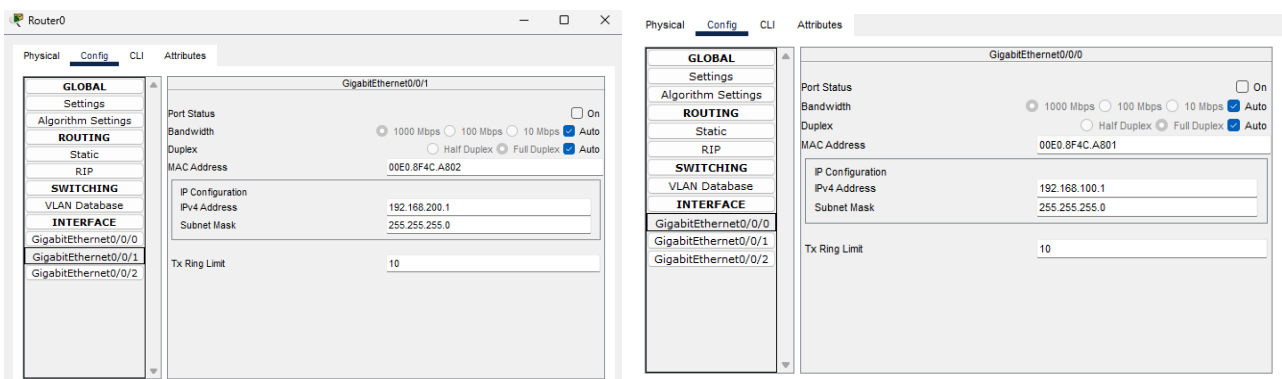 Router0
Physical Config CLI Attributes
GLOBAL
Settings
Algorithm Settings
ROUTING
Static
RIP
SWITCHING
VLAN Database
INTERFACE
GigabitEthernet0/0/0
GigabitEthernet0/0/1
GigabitEthernet0/0/2
GigabitEthernet0/0/1
Port Status On
Bandwidth 1000 Mbps 100 Mbps 10 Mbps Auto
Duplex Half Duplex Full Duplex Auto
MAC Address 00E0.8F4C.A802
IP Configuration
IPv4 Address 192.168.200.1
Subnet Mask 255.255.255.0
Tx Ring Limit 10
Physical Config CLI Attributes
GLOBAL
Settings
Algorithm Settings
ROUTING
Static
RIP
SWITCHING
VLAN Database
INTERFACE
GigabitEthernet0/0/0
GigabitEthernet0/0/1
GigabitEthernet0/0/2
GigabitEthernet0/0/0
Port Status On
Bandwidth 1000 Mbps 100 Mbps 10 Mbps Auto
Duplex Half Duplex Full Duplex Auto
MAC Address 00E0.8F4C.A801
IP Configuration
IPv4 Address 192.168.100.1
Subnet Mask 255.255.255.0
Tx Ring Limit 10